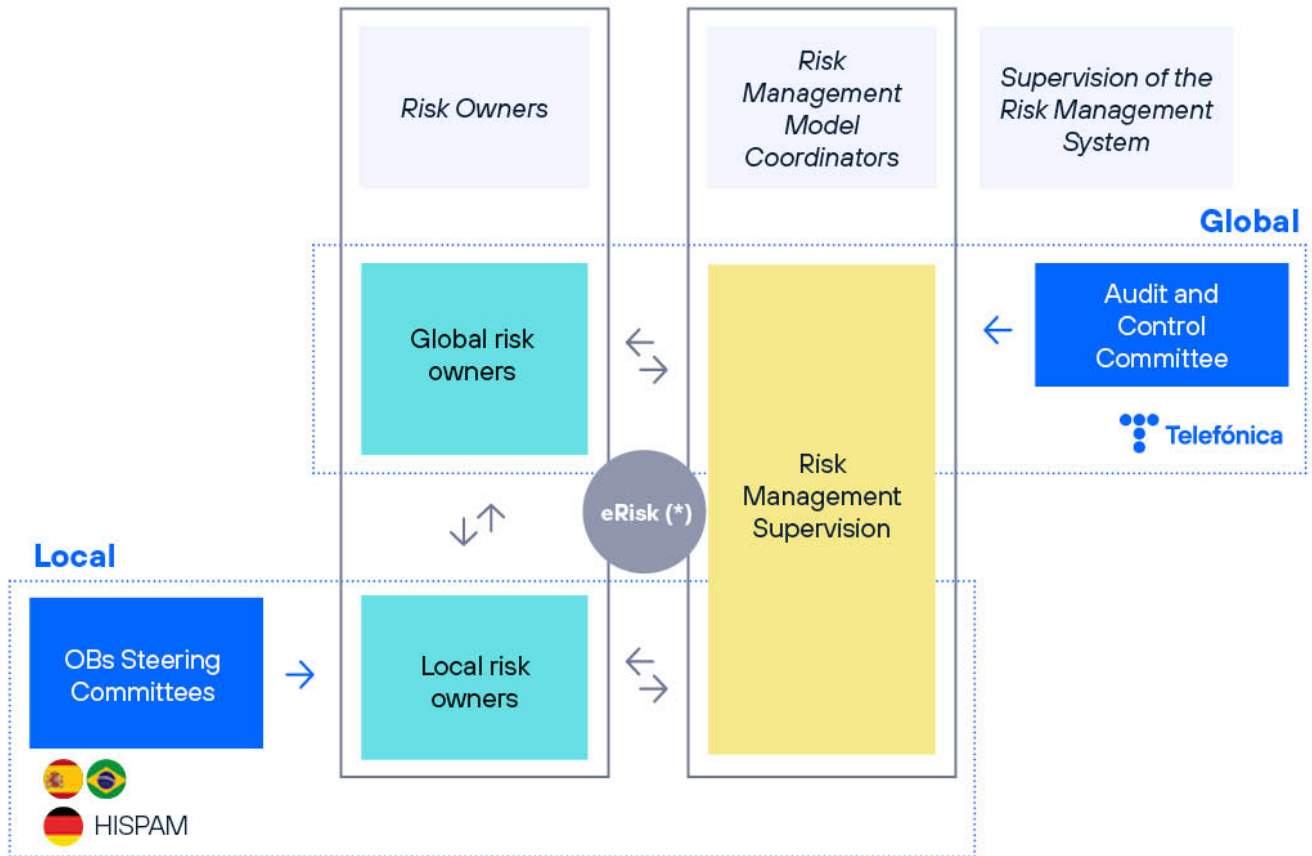 Risk Owners
Risk
Management
Model
Coordinators
Supervision of the
Risk Management
System
Global
Global risk
owners
Audit and
Control
Committee
Telefónica
Risk
Management
Supervision
eRisk (*)
Local
OBs Steering
Committees
Local risk
owners
HISPAM